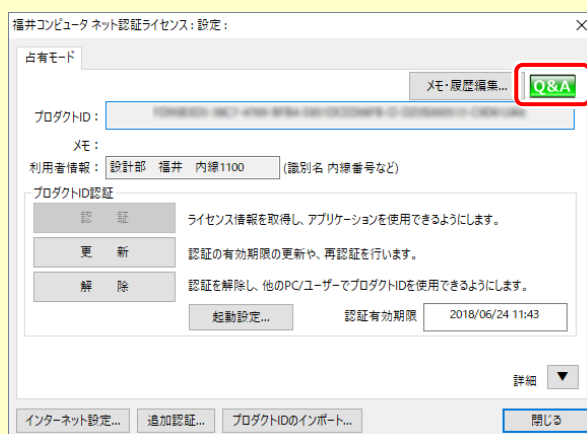 福井コンピュータ ネット認証ライセンス : 設定 :
占有モード
メモ・履歴編集... Q&A
プロダクトID :
メモ :
利用者情報 : 設計部 福井 内線1100 (識別名 内線番号など)
プロダクトID認証
認 証 ライセンス情報を取得し、アプリケーションを使用できるようにします。
更 新 認証の有効期限の更新や、再認証を行います。
解 除 認証を解除し、他のPC/ユーザーでプロダクトIDを使用できるようにします。
起動設定... 認証有効期限 2018/06/24 11:43
詳細 ▼
インターネット設定... 追加認証... プロダクトIDのインポート... 閉じる